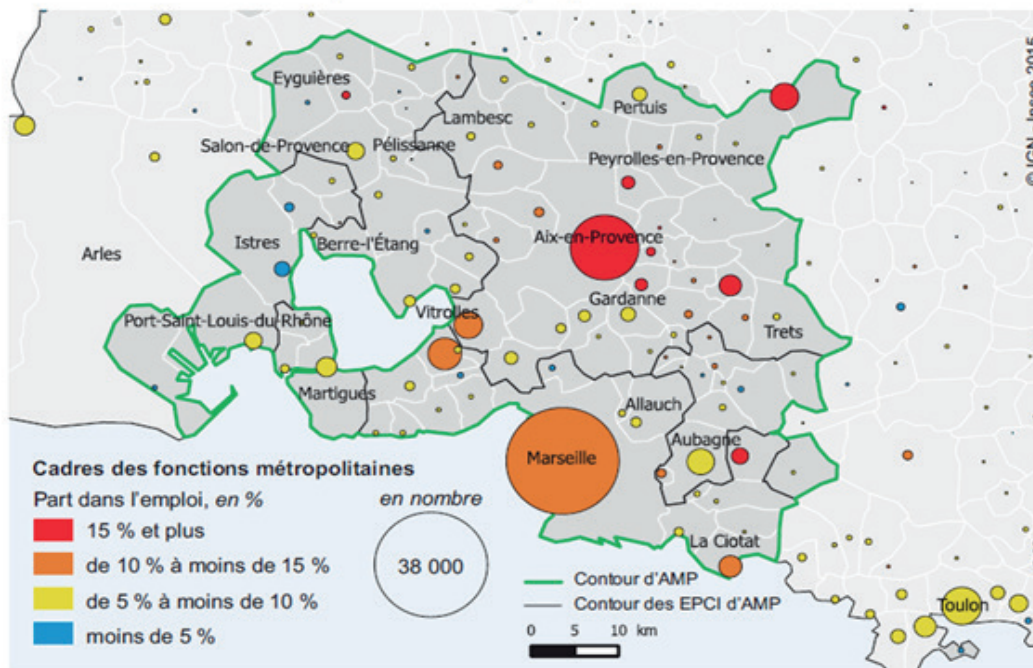 Eyguières
Lambesc
Pertuis
Salon-de-Provence
Pélissanne
Peyrolles-en-Provence
Arles
Istres
Berre-l'Étang
Aix-en-Provence
Gardanne
Port-Saint-Louis-du-Rhône
Vitrolles
Trets
Martigues
Allauch
Marseille
Aubagne
La Ciotat
Toulon
Cadres des fonctions métropolitaines
Part dans l'emploi, en %
en nombre
15 % et plus
de 10 % à moins de 15 %
38 000
de 5 % à moins de 10 %
moins de 5 %
Contour d'AMP
Contour des EPCI d'AMP
0 5 10 km
© IGN - Insee 2015